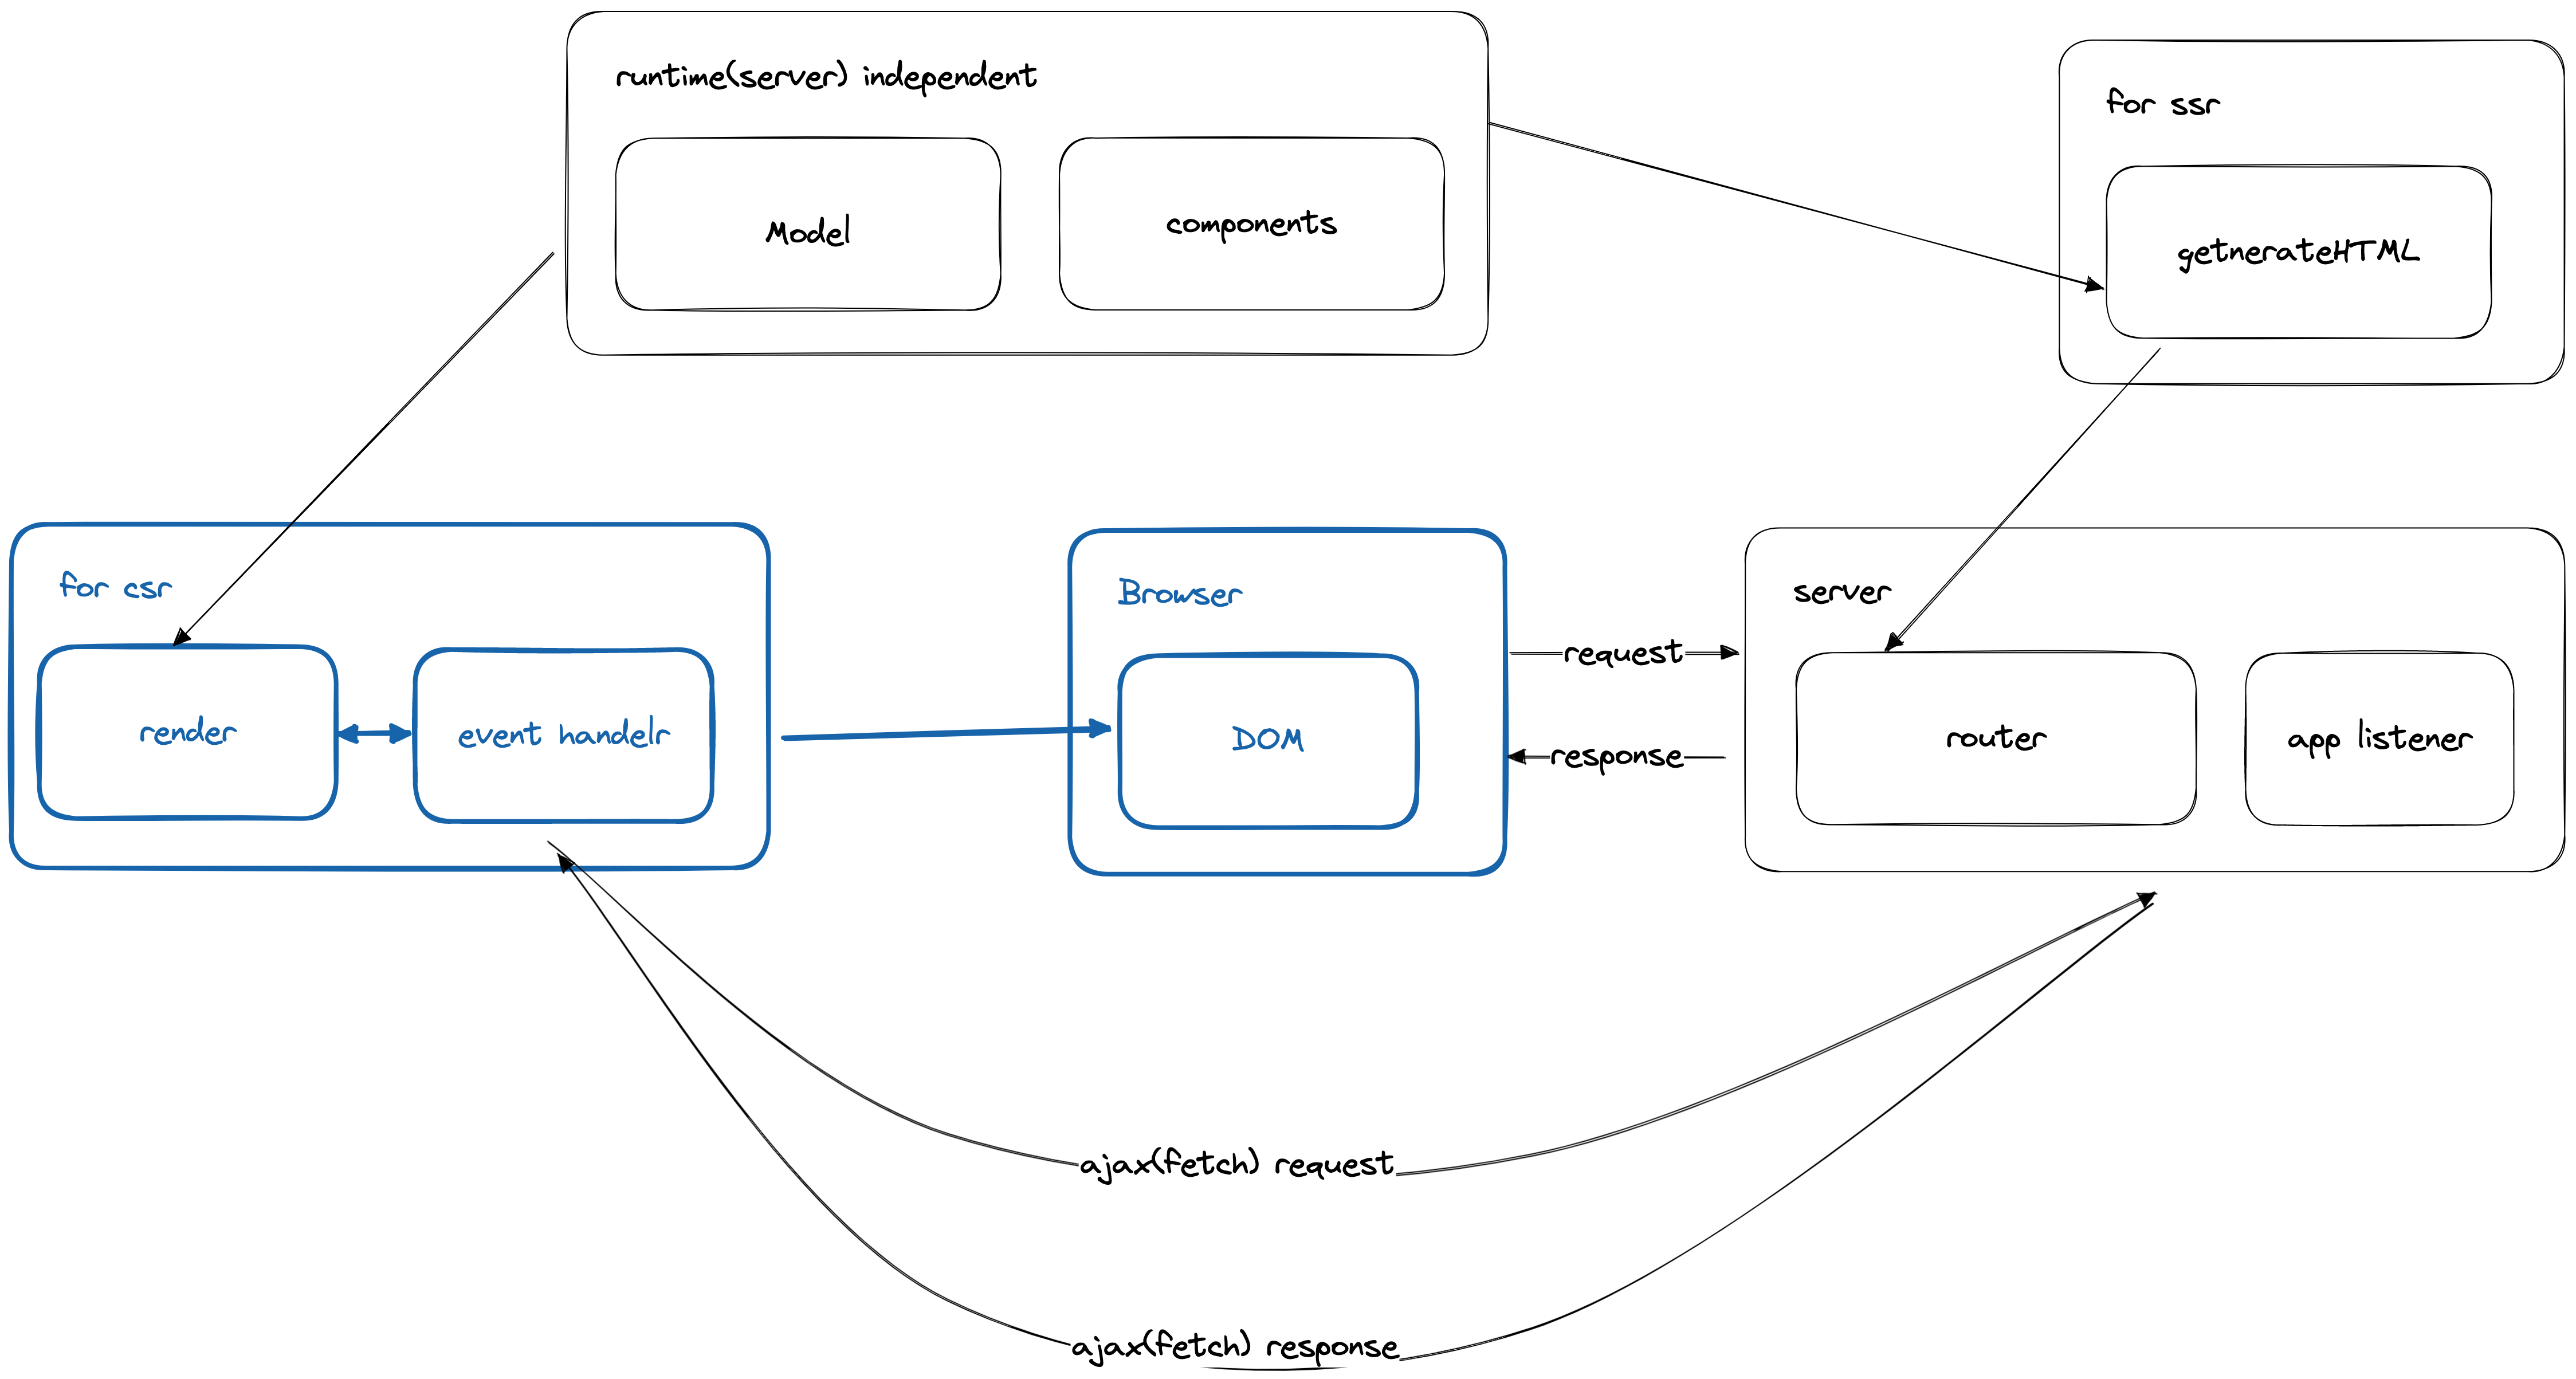 runtime(server) independent
Model
components
for ssr
getnerateHTML
for csr
render
event handelr
Browser
DOM
request
response
server
router
app listener
ajax(fetch) request
ajax(fetch) response